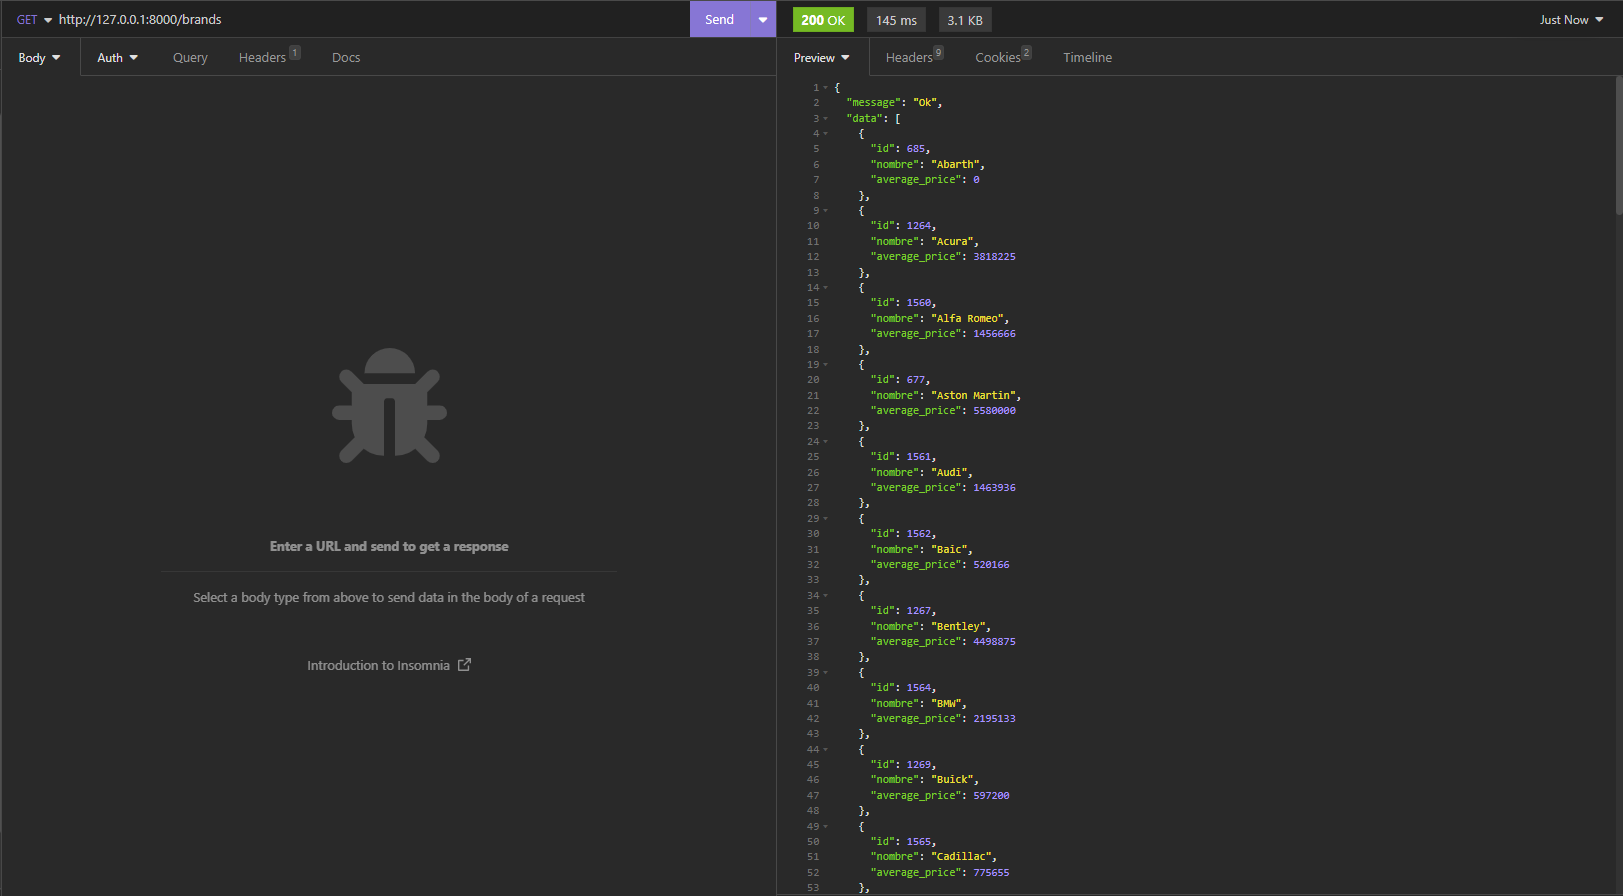 GET http://127.0.0.1:8000/brands Send 200 OK 145 ms 3.1 KB Just Now
Body Auth Query Headers 1 Docs Preview Headers 9 Cookies 2 Timeline
Enter a URL and send to get a response
Select a body type from above to send data in the body of a request
Introduction to Insomnia
1 {
2 "message": "Ok",
3 "data": [
4 {
5 "id": 685,
6 "nombre": "Abarth",
7 "average_price": 0
8 },
9 {
10 "id": 1264,
11 "nombre": "Acura",
12 "average_price": 3818225
13 },
14 {
15 "id": 1560,
16 "nombre": "Alfa Romeo",
17 "average_price": 1456666
18 },
19 {
20 "id": 677,
21 "nombre": "Aston Martin",
22 "average_price": 5580000
23 },
24 {
25 "id": 1561,
26 "nombre": "Audi",
27 "average_price": 1463936
28 },
29 {
30 "id": 1562,
31 "nombre": "Baic",
32 "average_price": 520166
33 },
34 {
35 "id": 1267,
36 "nombre": "Bentley",
37 "average_price": 4498875
38 },
39 {
40 "id": 1564,
41 "nombre": "BMW",
42 "average_price": 2195133
43 },
44 {
45 "id": 1269,
46 "nombre": "Buick",
47 "average_price": 597200
48 },
49 {
50 "id": 1565,
51 "nombre": "Cadillac",
52 "average_price": 775655
53 },